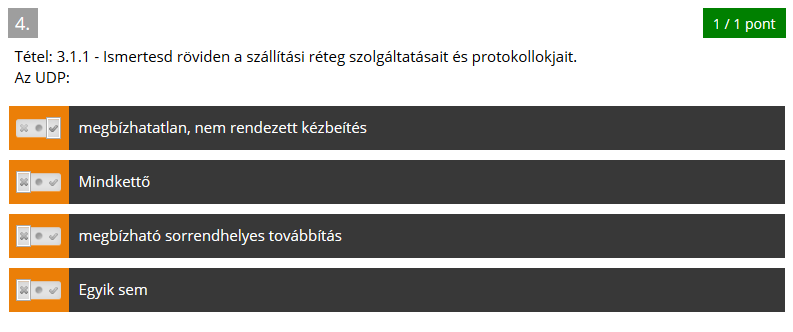 4.
1 / 1 pont
Tétel: 3.1.1 - Ismertesd röviden a szállítási réteg szolgáltatásait és protokollokjait.
Az UDP:
megbízhatatlan, nem rendezett kézbeítés
Mindkettő
megbízható sorrendhelyes továbbítás
Egyik sem